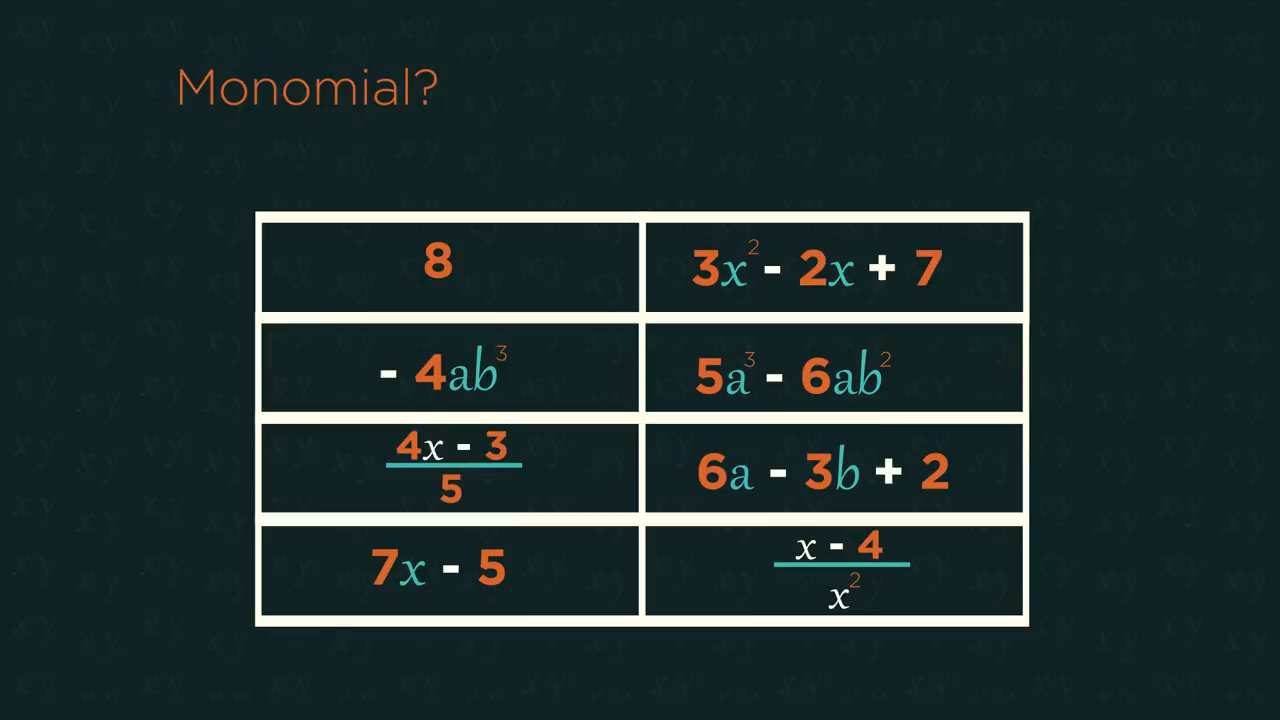 Monomial?
8
3x² - 2x + 7
- 4ab³
5a³ - 6ab²
4x - 3
5
6a - 3b + 2
7x - 5
x - 4
x²